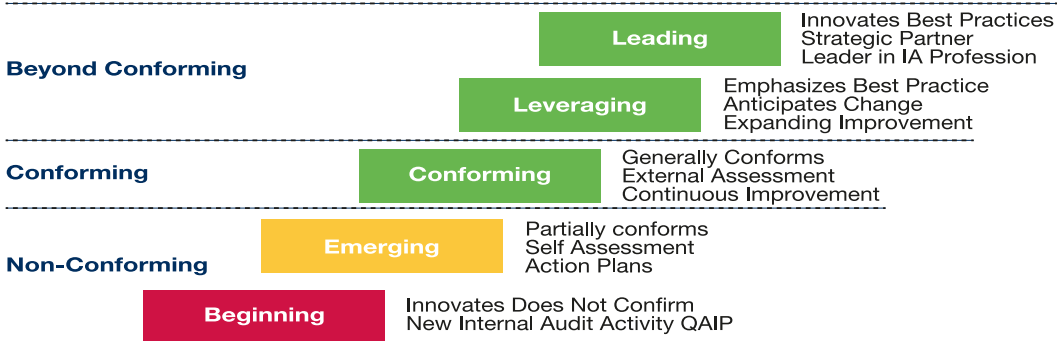 Beyond Conforming
Leading
Innovates Best Practices
Strategic Partner
Leader in IA Profession
Leveraging
Emphasizes Best Practice
Anticipates Change
Expanding Improvement
Conforming
Conforming
Generally Conforms
External Assessment
Continuous Improvement
Non-Conforming
Emerging
Partially conforms
Self Assessment
Action Plans
Beginning
Innovates Does Not Confirm
New Internal Audit Activity QAIP